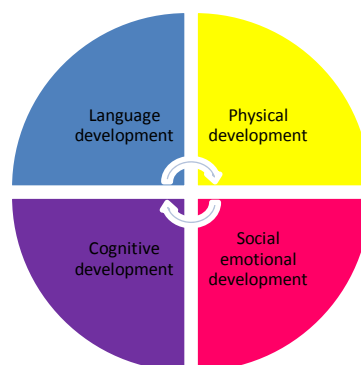 Language
development
Physical
development
Cognitive
development
Social
emotional
development